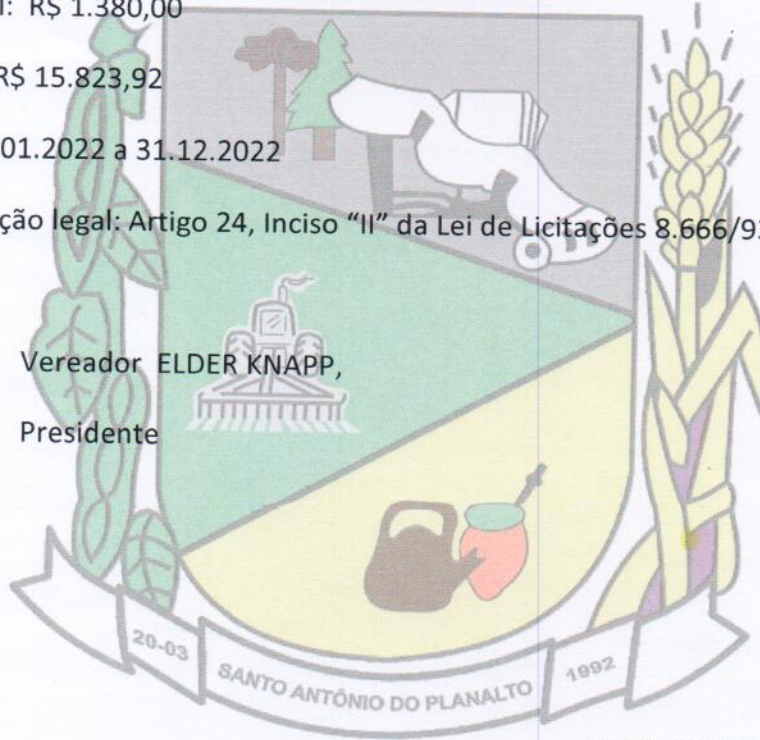 R$ 1.380,00
R$ 15.823,92
01.2022 a 31.12.2022
ção legal: Artigo 24, Inciso “II” da Lei de Licitações 8.666/93
Vereador ELDER KNAPP,
Presidente
20-03 SANTO ANTÔNIO DO PLANALTO 1992